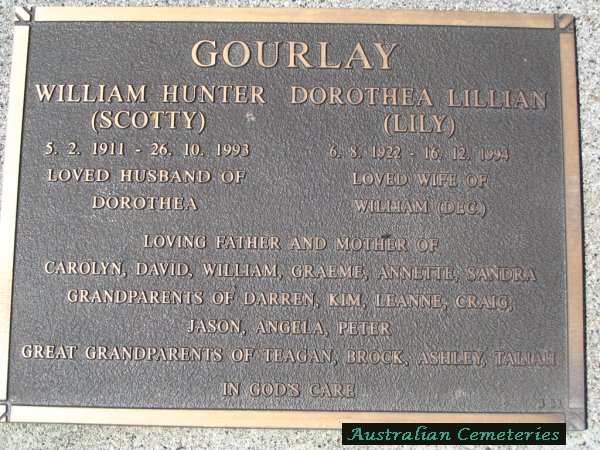 GOURLAY
WILLIAM HUNTER DOROTHEA LILLIAN
(SCOTTY) (LILY)
5. 2. 1911 - 26. 10. 1993 6. 8. 1922 - 16. 12. 1994
LOVED HUSBAND OF LOVED WIFE OF
DOROTHEA WILLIAM (DEC.)
LOVING FATHER AND MOTHER OF
CAROLYN, DAVID, WILLIAM, GRAEME, ANNETTE, SANDRA
GRANDPARENTS OF DARREN, KIM, LEANNE, CRAIG,
JASON, ANGELA, PETER
GREAT GRANDPARENTS OF TEAGAN, BROCK, ASHLEY, TALIAH
IN GOD'S CARE
Australian Cemeteries